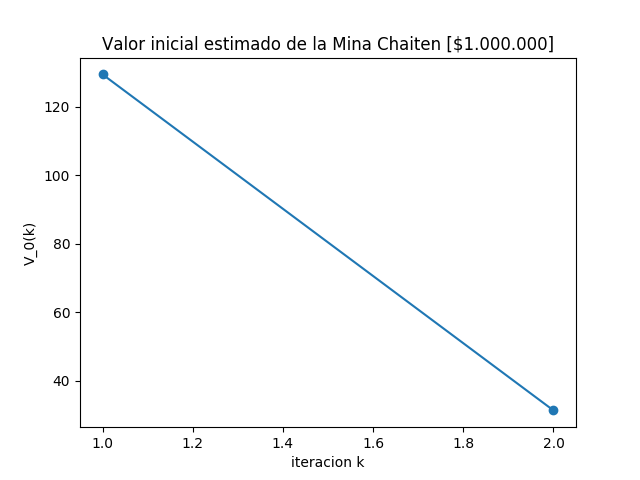 Valor inicial estimado de la Mina Chaiten [$1.000.000]
120
100
80
60
40
V_0(k)
1.0 1.2 1.4 1.6 1.8 2.0
iteracion k